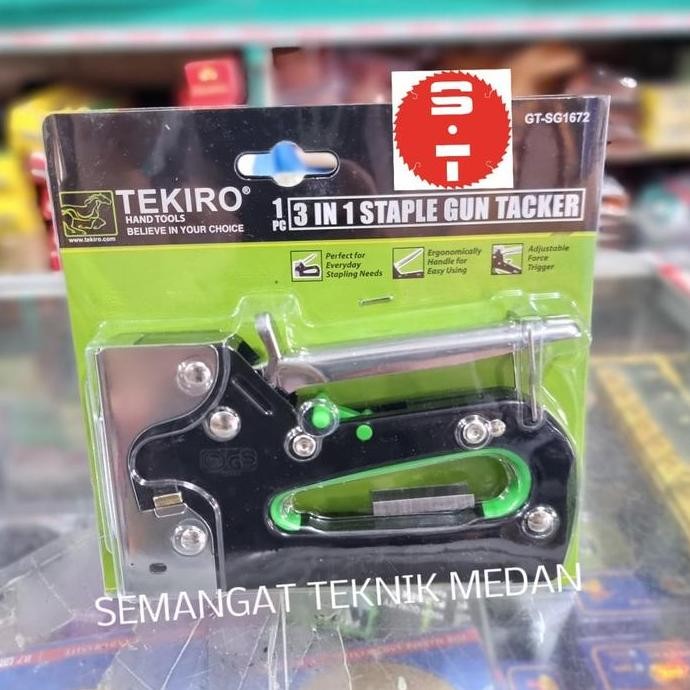 S·T
GT-SG1672
TEKIRO®
HAND TOOLS
BELIEVE IN YOUR CHOICE
www.tekiro.com
1 PC
3 IN 1 STAPLE GUN TACKER
Perfect for
Everyday
Stapling Needs
Ergonomically
Handle for
Easy Using
Adjustable
Force
Trigger
SEMANGAT TEKNIK MEDAN